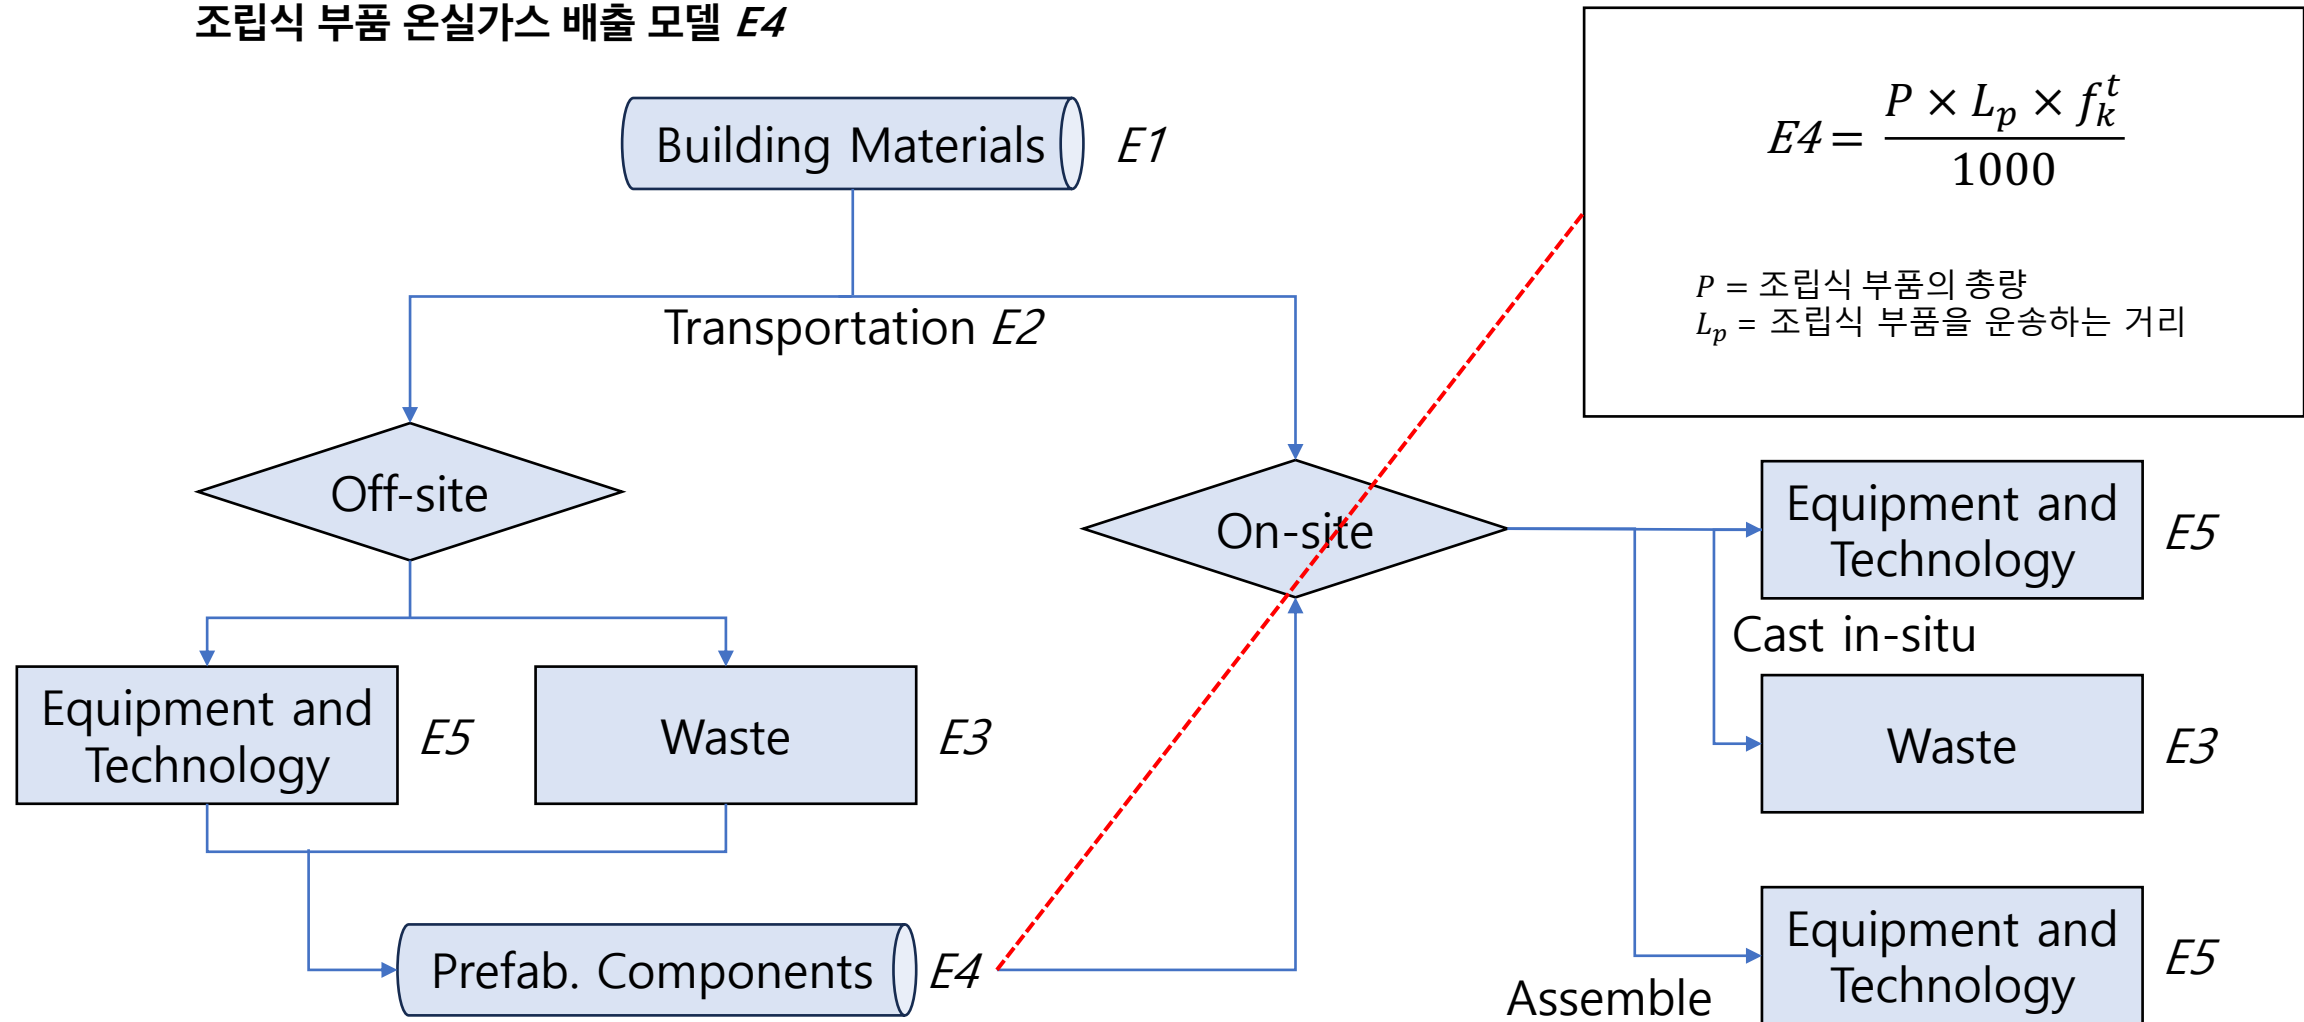 조립식 부품 온실가스 배출 모델 E4
E4 = \frac{P × L_p × f_k^t}{1000}
P = 조립식 부품의 총량
L_p = 조립식 부품을 운송하는 거리
Building Materials
E1
Transportation E2
Off-site
On-site
Equipment and
Technology
E5
Cast in-situ
Equipment and
Technology
E5
Waste
E3
Waste
E3
Prefab. Components
E4
Assemble
Equipment and
Technology
E5